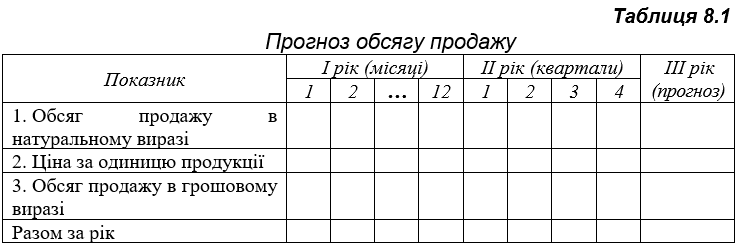 Таблиця 8.1
Прогноз обсягу продажу
Показник І рік (місяці) ІІ рік (квартали) ІІІ рік (прогноз)
1 2 ... 12 1 2 3 4
1. Обсяг продажу в
натуральному виразі
2. Ціна за одиницю продукції
3. Обсяг продажу в грошовому
виразі
Разом за рік